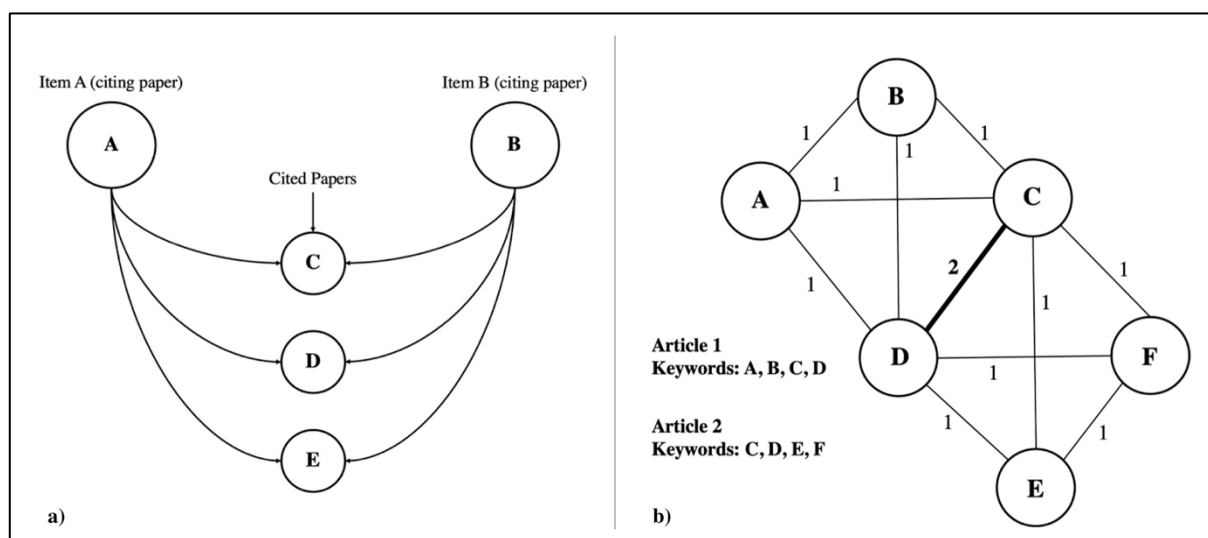 Item A (citing paper)
Item B (citing paper)
A
B
Cited Papers
C
D
E
a)
B
1
1
1
A
1
C
1
2
1
1
Article 1
Keywords: A, B, C, D
D
1
F
Article 2
Keywords: C, D, E, F
1
1
E
b)